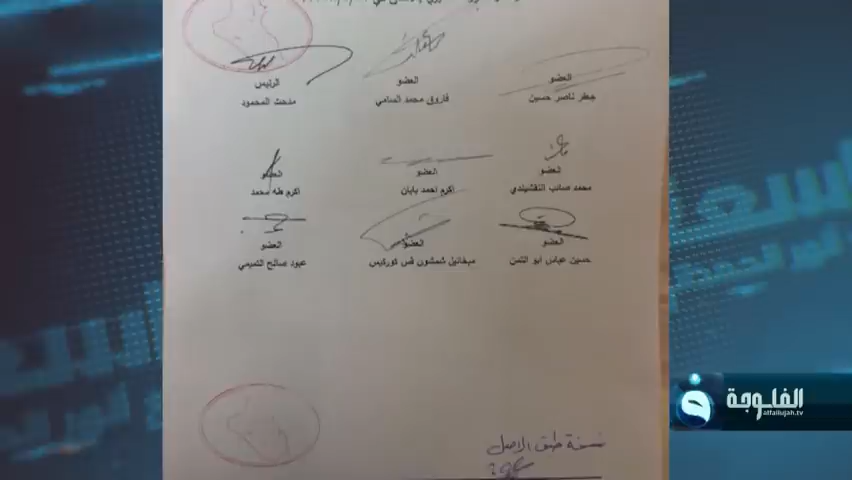 العضو العضو الرئيس
جعفر ناصر حسين فاروق محمد السامي مدحت المحمود
العضو العضو العضو
محمد صائب النقشبندي اكرم احمد بابان اكرم طه محمد
العضو العضو العضو
حسين عباس ابو التمن ميخائيل شمشون قس كوركيس عبود صالح التميمي
نسخة طبق الاصل
الفلوجة
alfallujah.tv